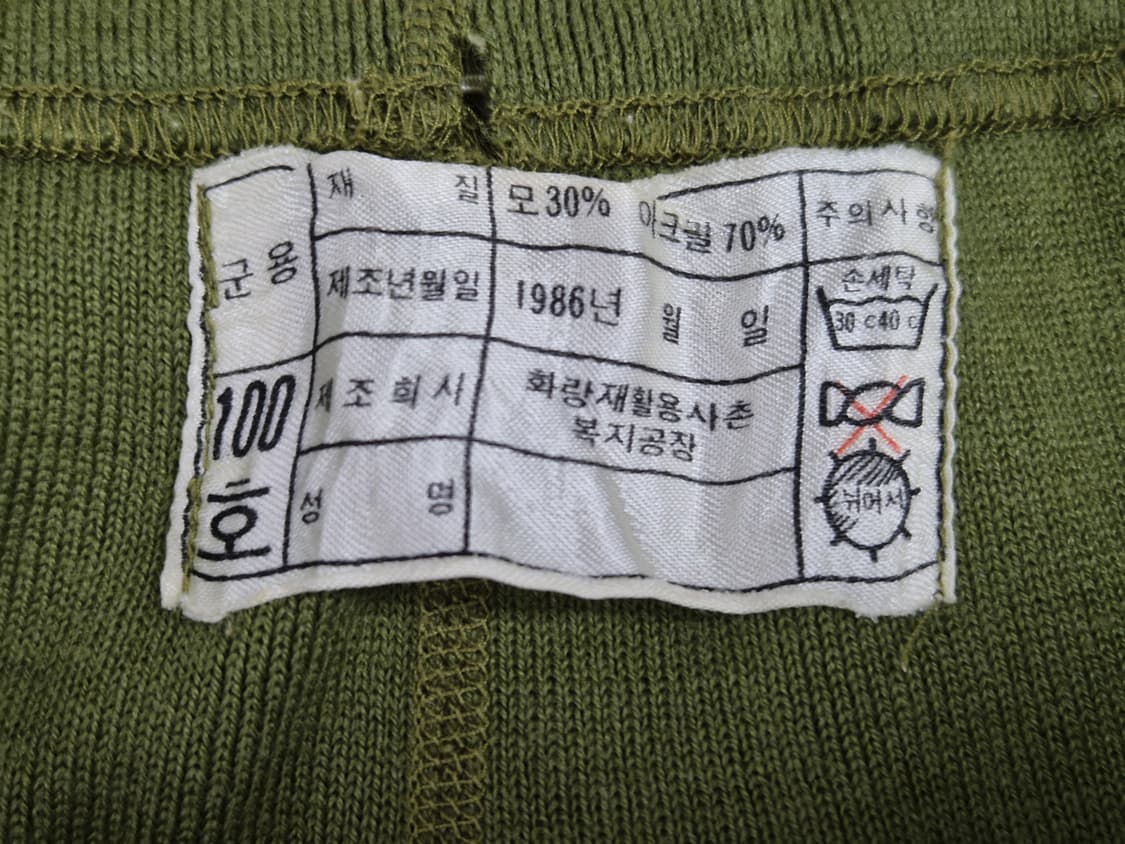 군용
100
호
재 질
모 30% 아크릴 70%
제조년월일
1986년 월 일
제조회사
화랑재활용사촌
복지공장
성 명
주의사항
손세탁
30 c 40 c
뉘어서